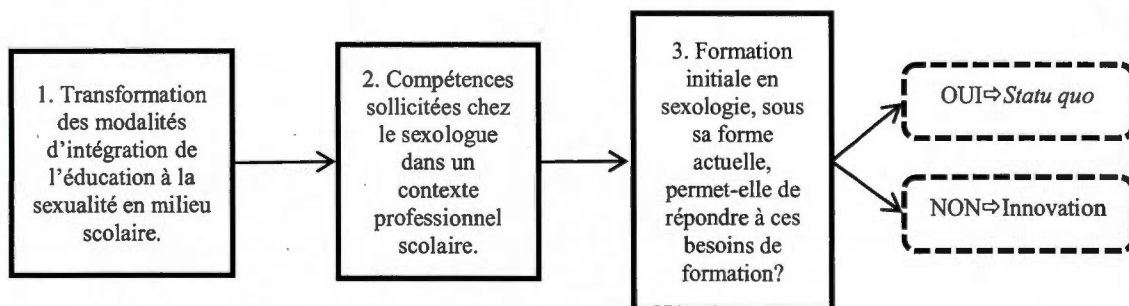 1. Transformation
des modalités
d'intégration de
l'éducation à la
sexualité en milieu
scolaire.
2. Compétences
sollicitées chez
le sexologue
dans un
contexte
professionnel
scolaire.
3. Formation
initiale en
sexologie, sous
sa forme
actuelle,
permet-elle de
répondre à ces
besoins de
formation?
OUI⇨Statu quo
NON⇨Innovation